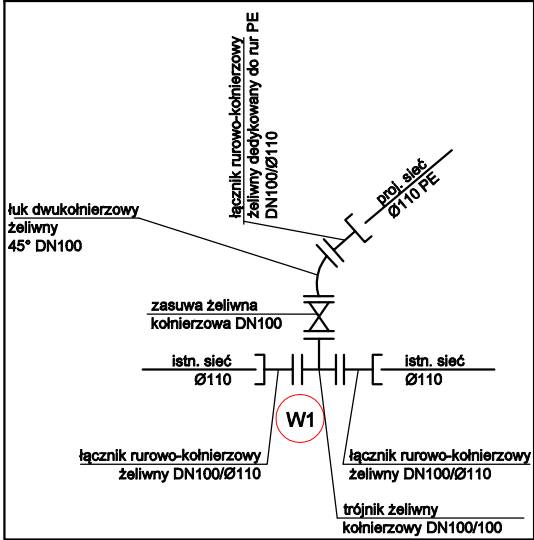 łącznik rurowo-kołnierzowy
żeliwny dedykowany do rur PE
DN100/Ø110
proj. sieć
Ø110 PE
łuk dwukołnierzowy
żeliwny
45° DN100
zasuwa żeliwna
kołnierzowa DN100
istn. sieć
Ø110
istn. sieć
Ø110
W1
łącznik rurowo-kołnierzowy
żeliwny DN100/Ø110
łącznik rurowo-kołnierzowy
żeliwny DN100/Ø110
trójnik żeliwny
kołnierzowy DN100/100